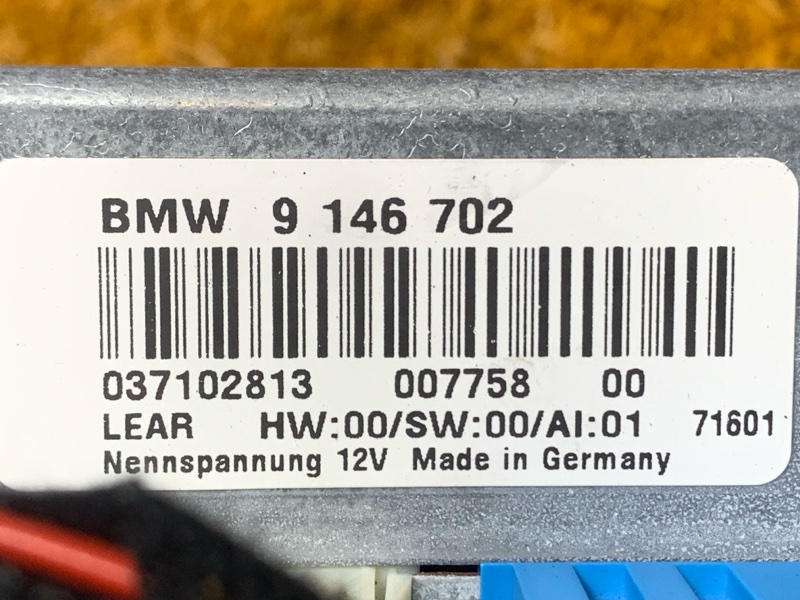 BMW 9 146 702
037102813 007758 00
LEAR HW:00/SW:00/AI:01 71601
Nennspannung 12V Made in Germany